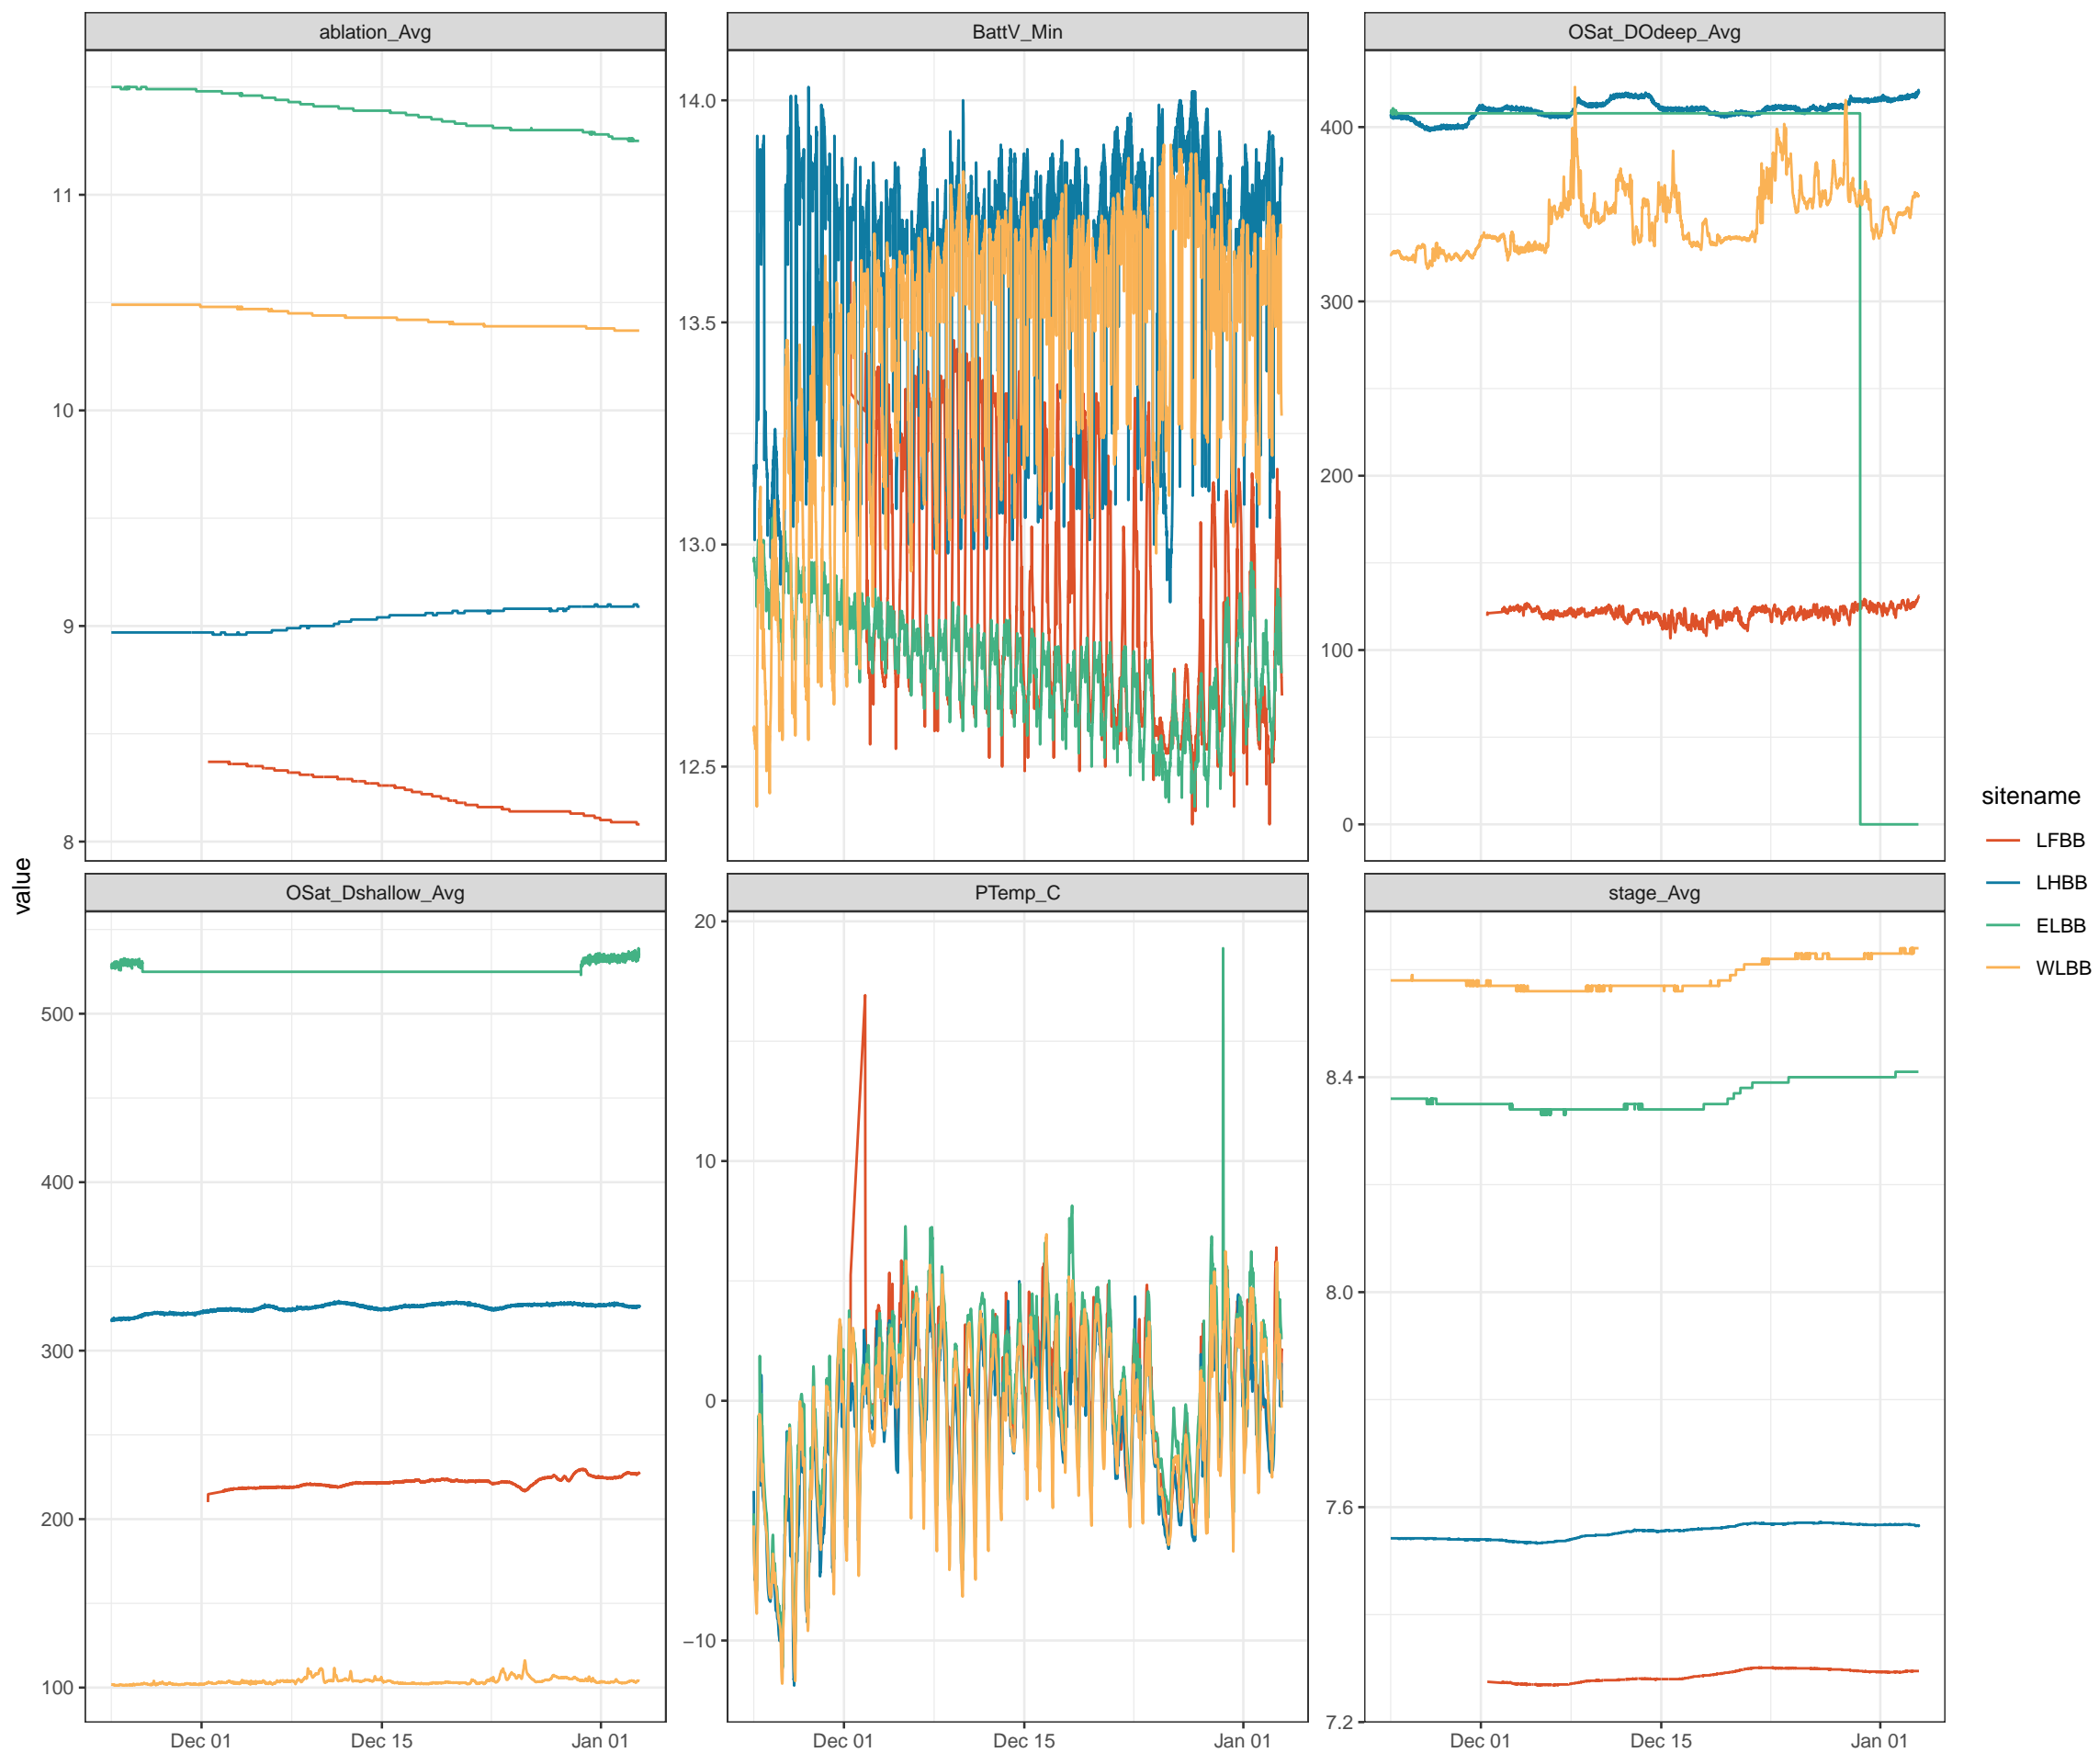 ablation_Avg
BattV_Min
OSat_DOdeep_Avg
11
10
9
8
14.0
13.5
13.0
12.5
400
300
200
100
0
value
OSat_Dshallow_Avg
PTemp_C
stage_Avg
500
400
300
200
100
20
10
0
−10
8.4
8.0
7.6
7.2
Dec 01 Dec 15 Jan 01
Dec 01 Dec 15 Jan 01
Dec 01 Dec 15 Jan 01
sitename
LFBB
LHBB
ELBB
WLBB